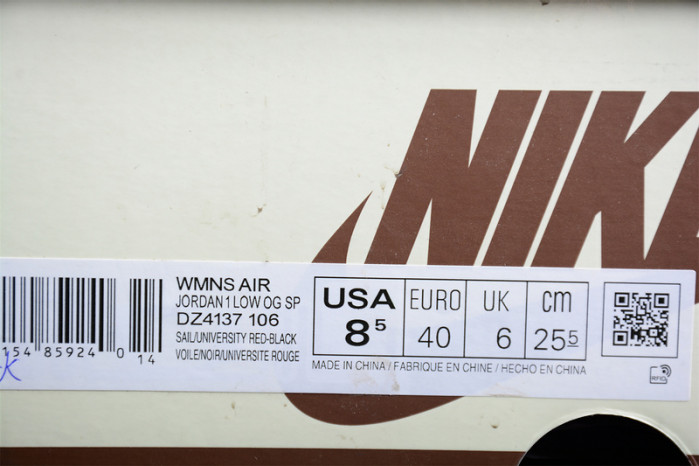 NIK
WMNS AIR
JORDAN 1 LOW OG SP
DZ4137 106
SAIL/UNIVERSITY RED-BLACK
VOILE/NOIR/UNIVERSITE ROUGE
154 85924 0 14
USA EURO UK cm
8⁵ 40 6 25⁵
MADE IN CHINA / FABRIQUE EN CHINE / HECHO EN CHINA
RFID